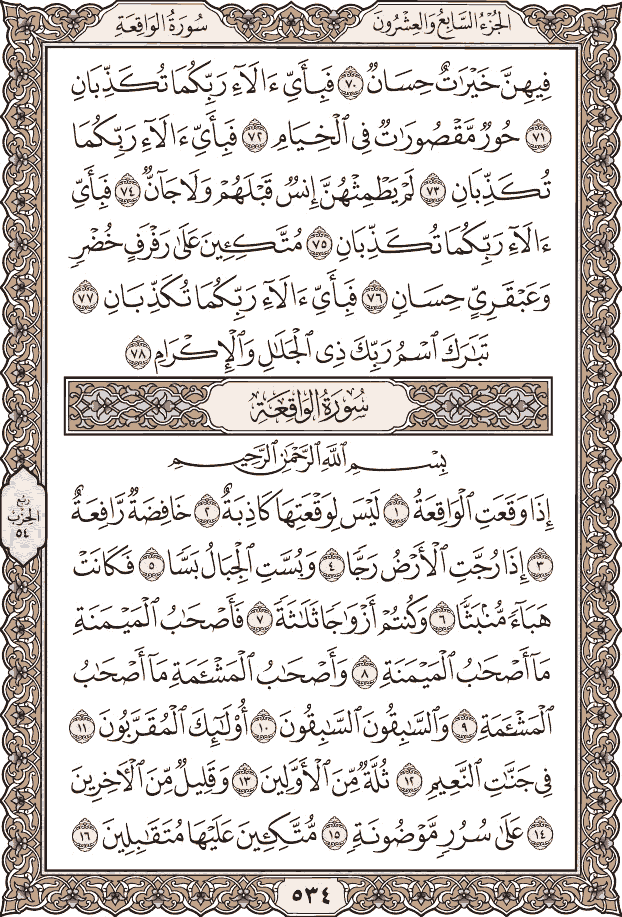 الجُزْءُ السَّابِعُ وَالعِشْرُونَ
سُورَةُ الوَاقِعَةِ
فِيهِنَّ خَيْرَٰتٌ حِسَانٌ ٧٠ فَبِأَيِّ ءَالَآءِ رَبِّكُمَا تُكَذِّبَانِ
٧١ حُورٌ مَّقْصُورَٰتٌ فِي الْخِيَامِ ٧٢ فَبِأَيِّ ءَالَآءِ رَبِّكُمَا
تُكَذِّبَانِ ٧٣ لَمْ يَطْمِثْهُنَّ إِنسٌ قَبْلَهُمْ وَلَا جَآنٌّ ٧٤ فَبِأَيِّ
ءَالَآءِ رَبِّكُمَا تُكَذِّبَانِ ٧٥ مُتَّكِـِٔينَ عَلَىٰ رَفْرَفٍ خُضْرٍ
وَعَبْقَرِيٍّ حِسَانٍ ٧٦ فَبِأَيِّ ءَالَآءِ رَبِّكُمَا تُكَذِّبَانِ ٧٧
تَبَٰرَكَ ٱسْمُ رَبِّكَ ذِي ٱلْجَلَٰلِ وَٱلْإِكْرَامِ ٧٨
سُورَةُ الوَاقِعَةِ
بِسْمِ ٱللَّهِ ٱلرَّحْمَٰنِ ٱلرَّحِيمِ
إِذَا وَقَعَتِ ٱلْوَاقِعَةُ ١ لَيْسَ لِوَقْعَتِهَا كَاذِبَةٌ ٢ خَافِضَةٌ رَّافِعَةٌ
٣ إِذَا رُجَّتِ ٱلْأَرْضُ رَجًّا ٤ وَبُسَّتِ ٱلْجِبَالُ بَسًّا ٥ فَكَانَتْ
هَبَآءً مُّنۢبَثًّا ٦ وَكُنتُمْ أَزْوَٰجًا ثَلَٰثَةً ٧ فَأَصْحَٰبُ ٱلْمَيْمَنَةِ
مَآ أَصْحَٰبُ ٱلْمَيْمَنَةِ ٨ وَأَصْحَٰبُ ٱلْمَشْـَٔمَةِ مَآ أَصْحَٰبُ
ٱلْمَشْـَٔمَةِ ٩ وَٱلسَّٰبِقُونَ ٱلسَّٰبِقُونَ ١٠ أُوْلَٰٓئِكَ ٱلْمُقَرَّبُونَ ١١
فِي جَنَّٰتِ ٱلنَّعِيمِ ١٢ ثُلَّةٌ مِّنَ ٱلْأَوَّلِينَ ١٣ وَقَلِيلٌ مِّنَ ٱلْـَٔاخِرِينَ
١٤ عَلَىٰ سُرُرٍ مَّوْضُونَةٍ ١٥ مُّتَّكِـِٔينَ عَلَيْهَا مُتَقَٰبِلِينَ ١٦
رُبْع
الحِزْب
٥٤
٥٣٤